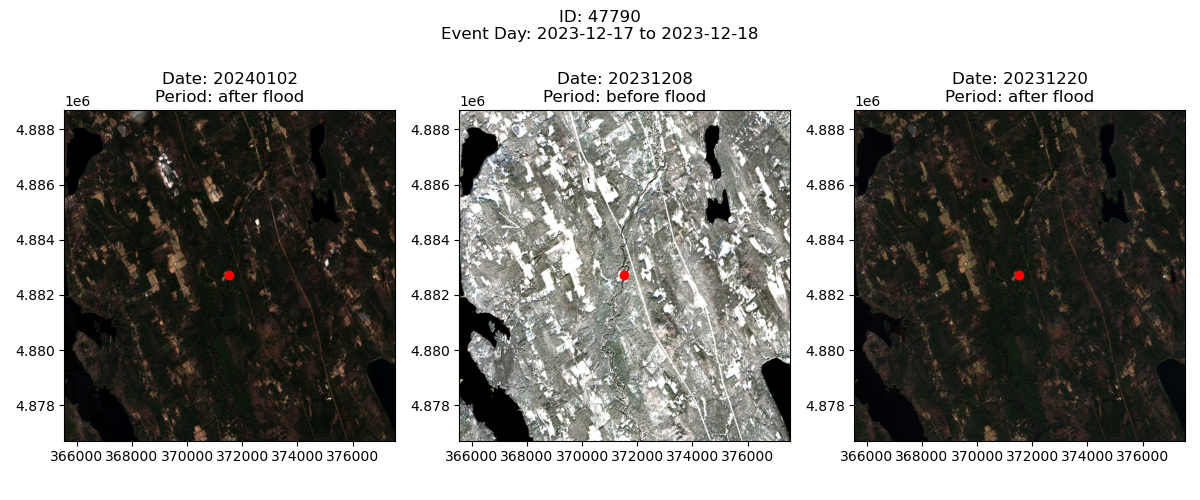 ID: 47790
Event Day: 2023-12-17 to 2023-12-18
Date: 20240102
Period: after flood
1e6
4.888
4.886
4.884
4.882
4.880
4.878
366000 368000 370000 372000 374000 376000
Date: 20231208
Period: before flood
1e6
4.888
4.886
4.884
4.882
4.880
4.878
366000 368000 370000 372000 374000 376000
Date: 20231220
Period: after flood
1e6
4.888
4.886
4.884
4.882
4.880
4.878
366000 368000 370000 372000 374000 376000